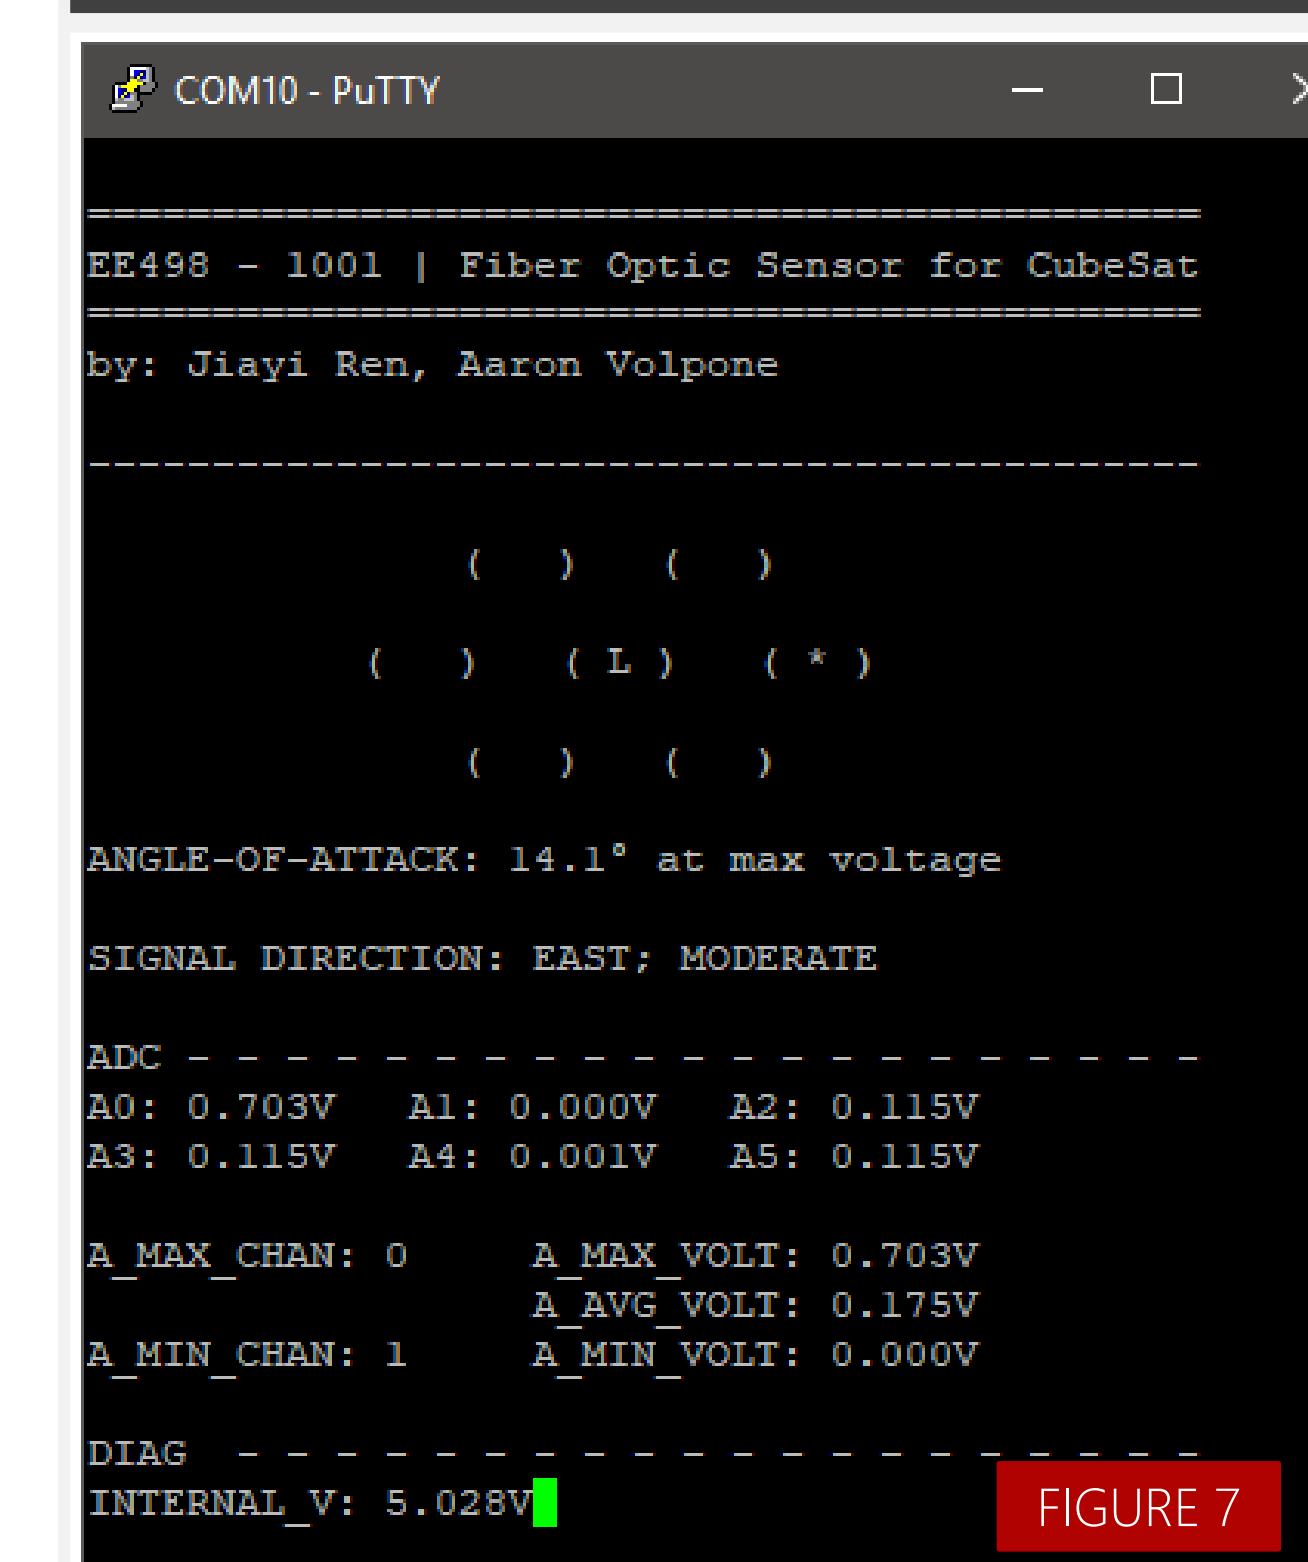 COM10 - PuTTY
=============================================
EE498 - 1001 | Fiber Optic Sensor for CubeSat
=============================================
by: Jiayi Ren, Aaron Volpone
---------------------------------------------
(   )   (   )
(   )   ( L )   ( * )
(   )   (   )
ANGLE-OF-ATTACK: 14.1° at max voltage
SIGNAL DIRECTION: EAST; MODERATE
ADC - - - - - - - - - - - - - - - - - - - - -
A0: 0.703V   A1: 0.000V   A2: 0.115V
A3: 0.115V   A4: 0.001V   A5: 0.115V
A_MAX_CHAN: 0     A_MAX_VOLT: 0.703V
A_AVG_VOLT: 0.175V
A_MIN_CHAN: 1     A_MIN_VOLT: 0.000V
DIAG  - - - - - - - - - - - - - - - - - - - -
INTERNAL_V: 5.028V
FIGURE 7